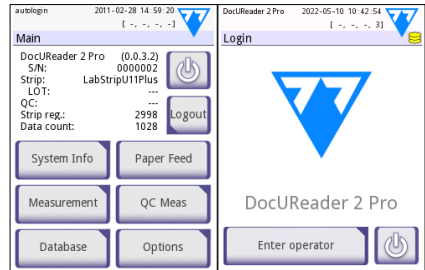 autologin 2011-02-28 14:59:20
[ -, -, -, -]
Main
DocUReader 2 Pro (0.0.3.2)
S/N: 0000002
Strip: LabStripU11Plus
LOT: ---
QC: ---
Strip reg.: 2998
Data count: 1028
Logout
System Info
Paper Feed
Measurement
QC Meas
Database
Options
DocUReader 2 Pro 2022-05-10 10:42:54
[ -, -, -, 3]
Login
DocUReader 2 Pro
Enter operator